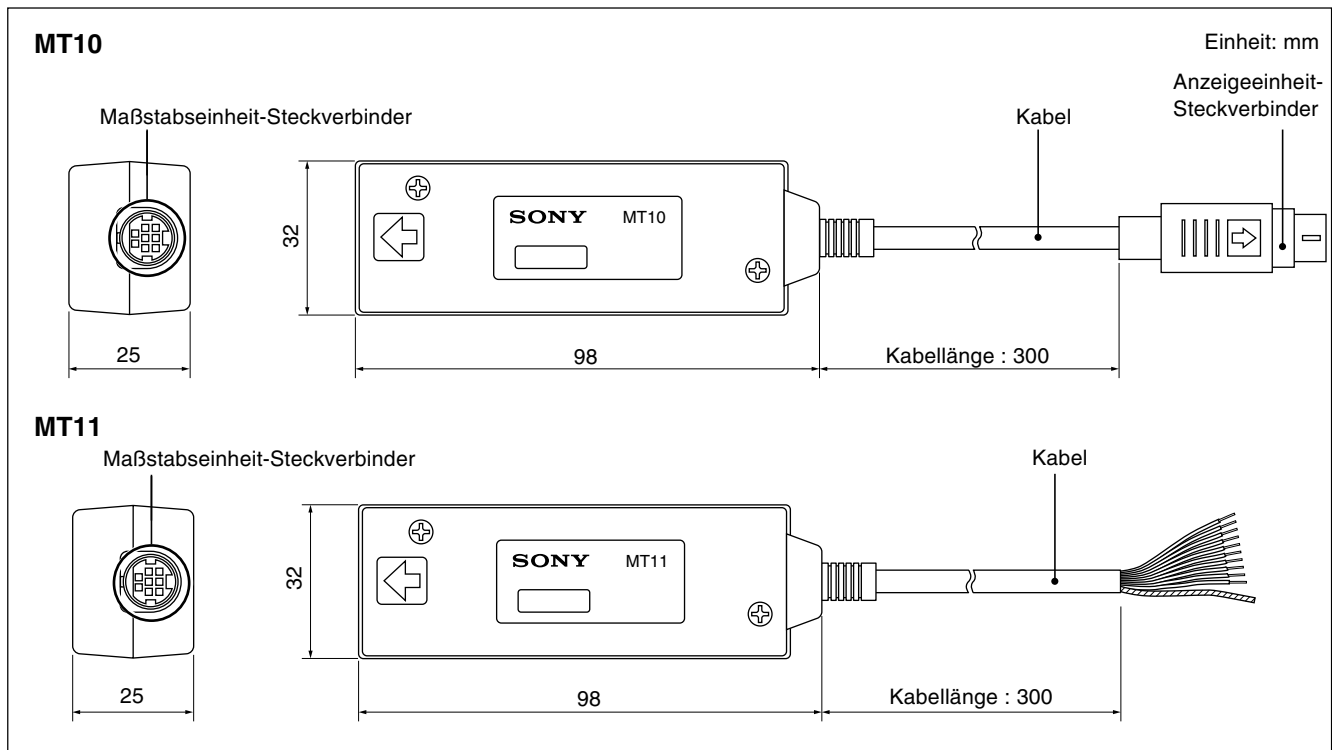 MT10
Einheit: mm
Anzeigeeinheit-
Steckverbinder
Maßstabseinheit-Steckverbinder
Kabel
SONY MT10
32
25
98
Kabellänge : 300
MT11
Maßstabseinheit-Steckverbinder
Kabel
SONY MT11
32
25
98
Kabellänge : 300